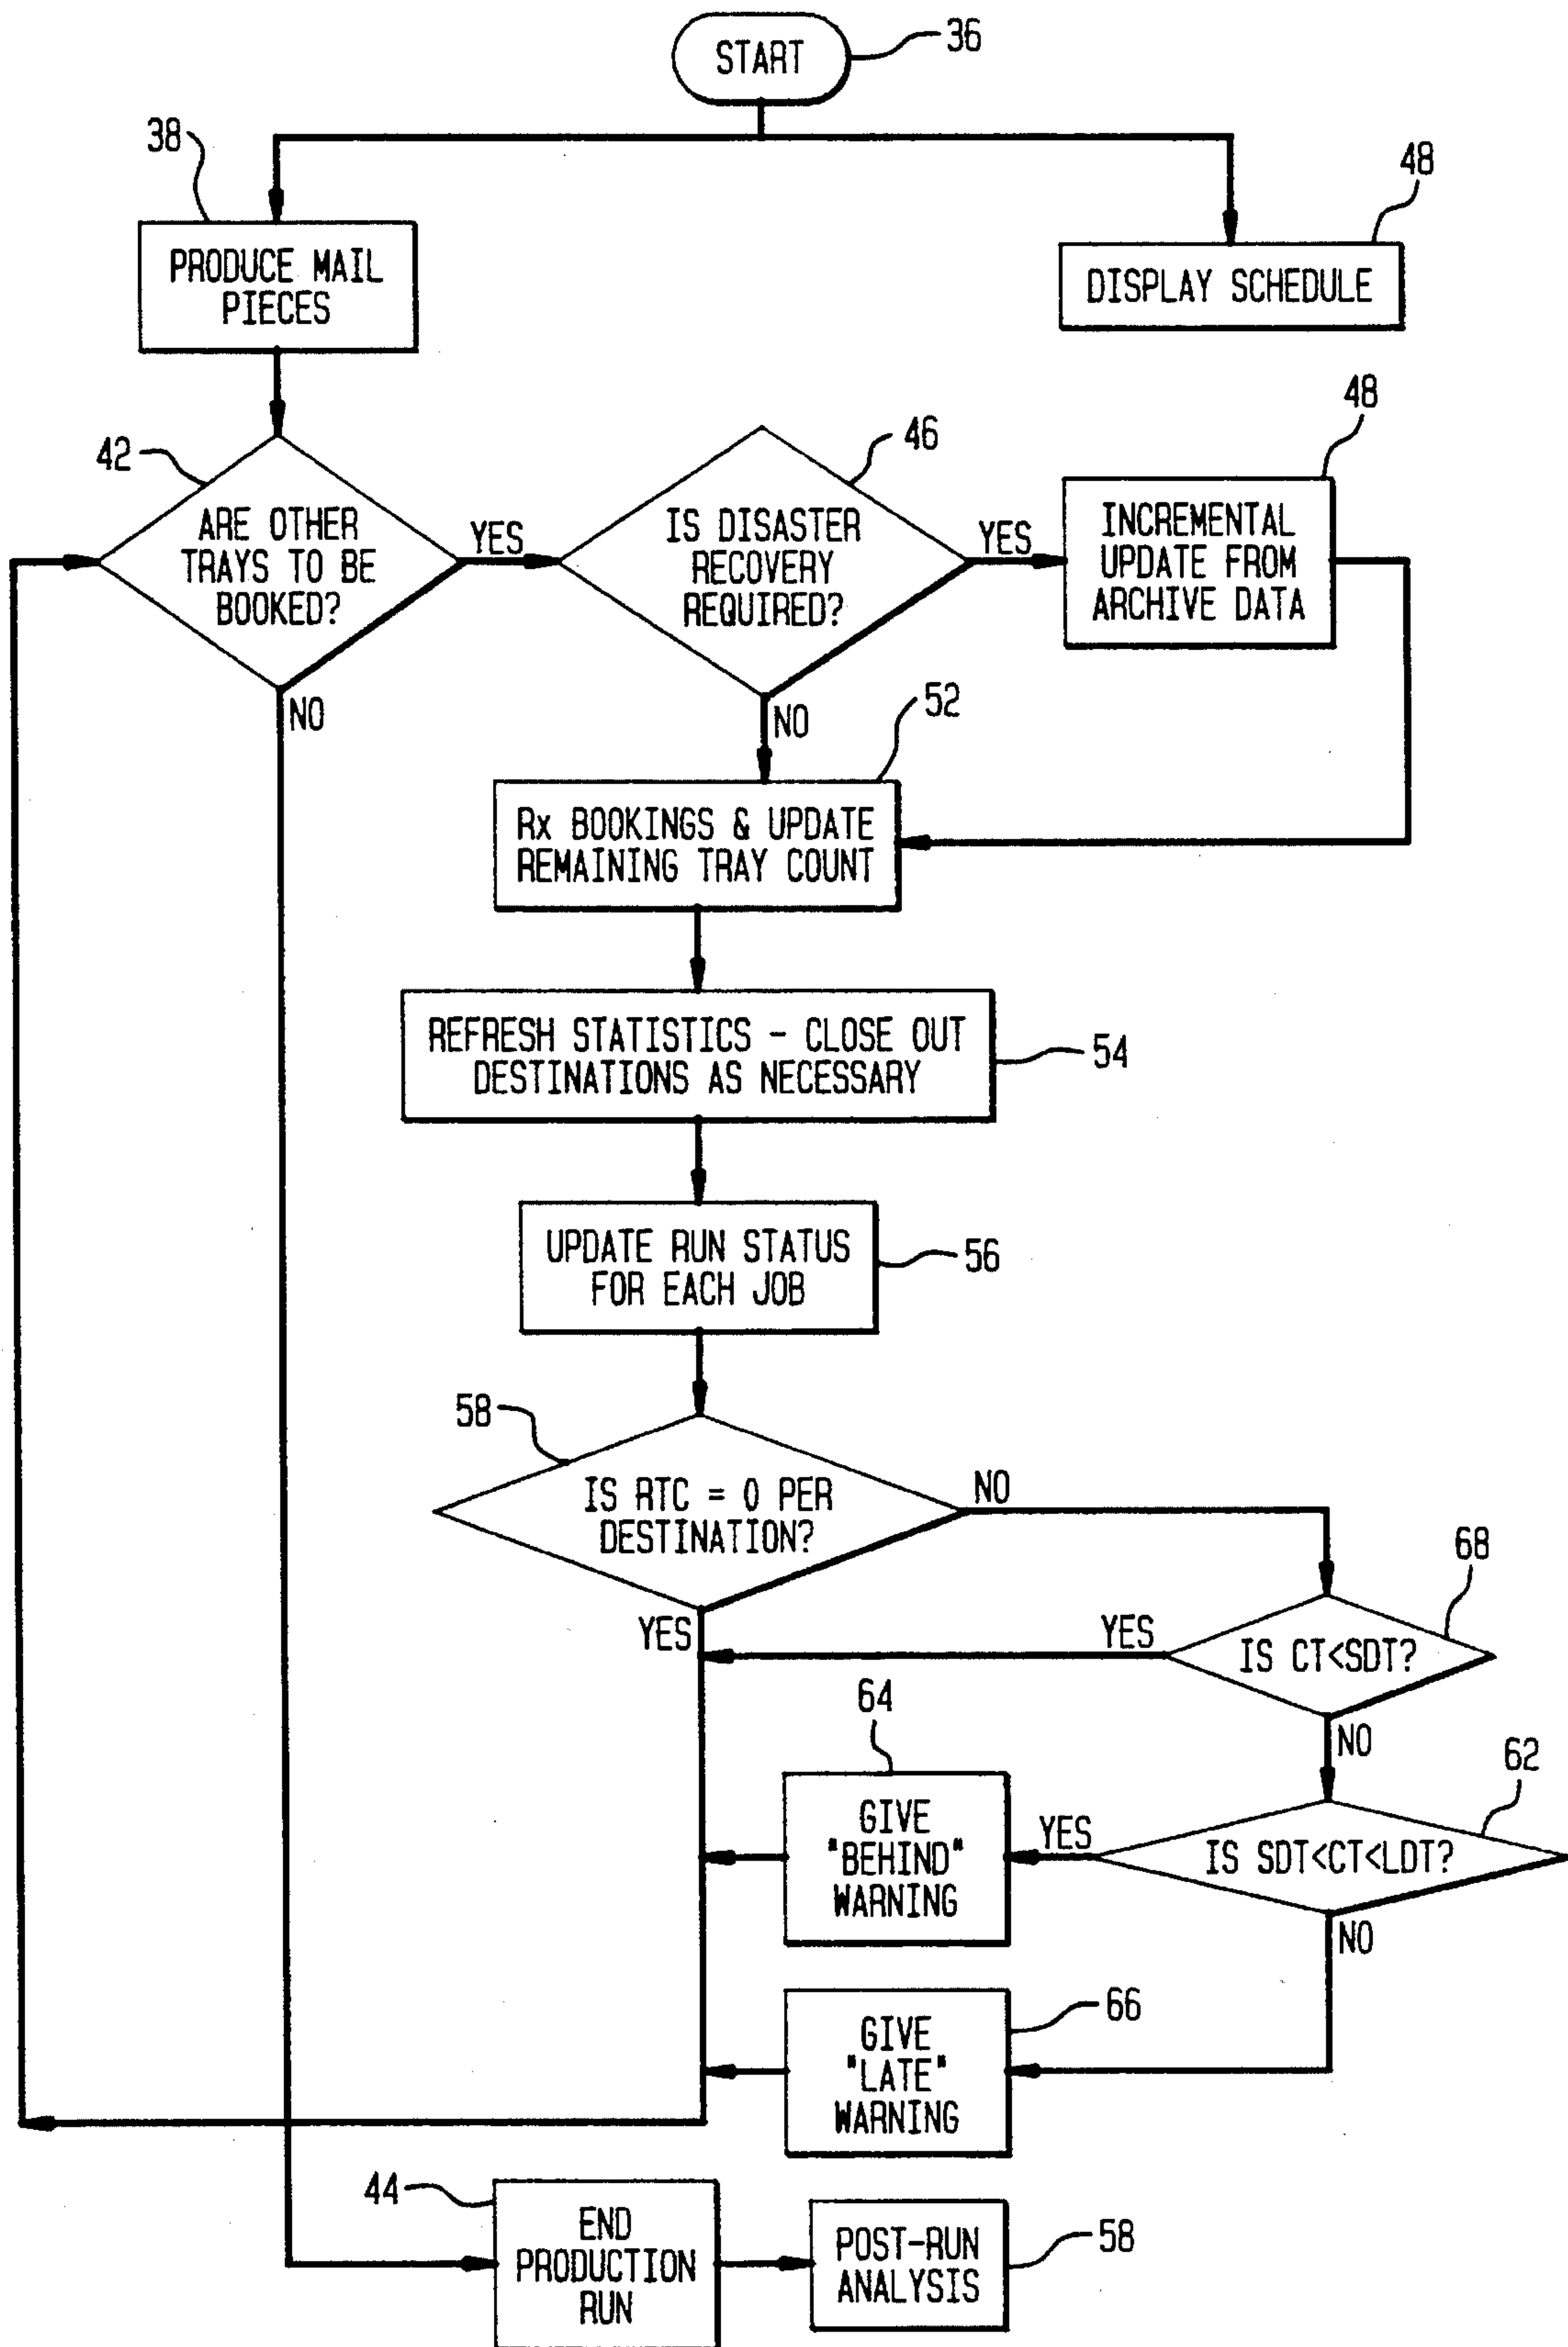 START
36
38
48
PRODUCE MAIL
PIECES
DISPLAY SCHEDULE
42
46
48
ARE OTHER
TRAYS TO BE
BOOKED?
YES
NO
IS DISASTER
RECOVERY
REQUIRED?
YES
NO
INCREMENTAL
UPDATE FROM
ARCHIVE DATA
52
Rx BOOKINGS & UPDATE
REMAINING TRAY COUNT
REFRESH STATISTICS - CLOSE OUT
DESTINATIONS AS NECESSARY
54
UPDATE RUN STATUS
FOR EACH JOB
56
58
IS RTC = 0 PER
DESTINATION?
NO
YES
68
IS CT<SDT?
YES
NO
62
IS SDT<CT<LDT?
YES
NO
64
GIVE
"BEHIND"
WARNING
66
GIVE
"LATE"
WARNING
44
END
PRODUCTION
RUN
POST-RUN
ANALYSIS
58